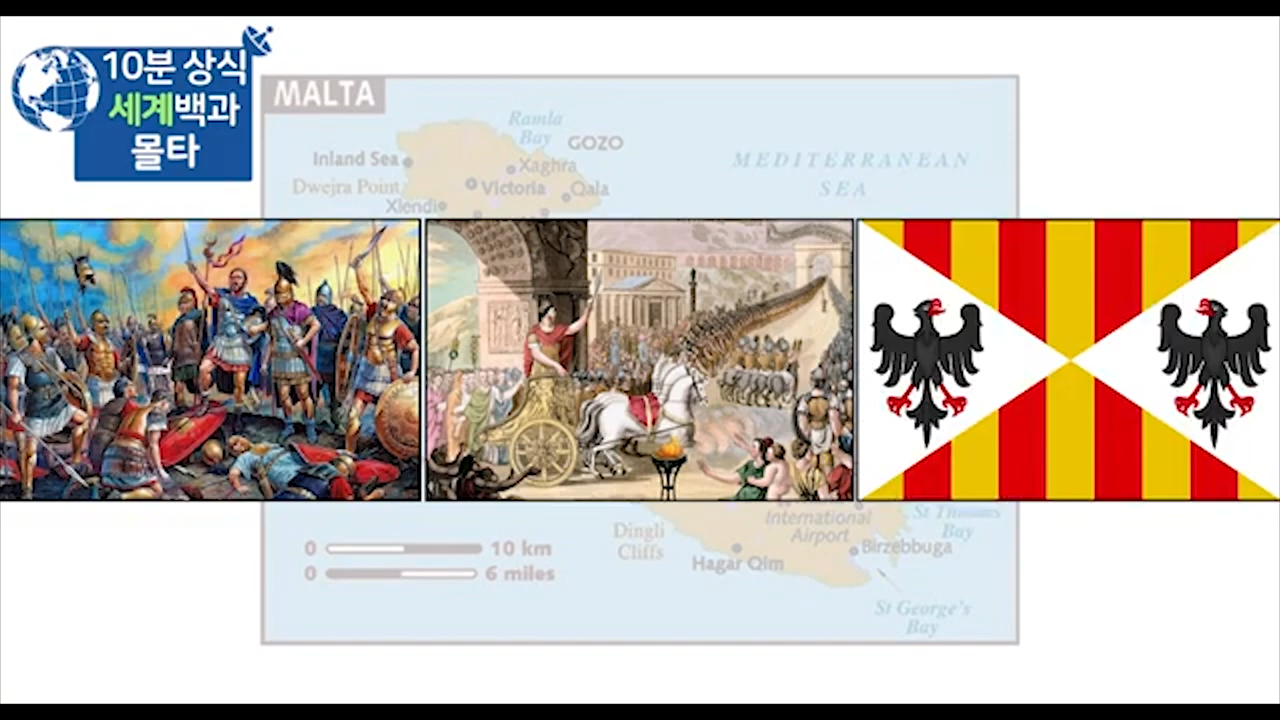 10분 상식
세계백과
몰타
MALTA
Ramla
Bay
GOZO
Inland Sea
Xaghra
MEDITERRANEAN
SEA
Dwejra Point
Victoria
Qala
Xlendi
International
Airport
St Thomas
Bay
Dingli
Cliffs
Birzebbuga
Hagar Qim
0 10 km
0 6 miles
St George's
Bay